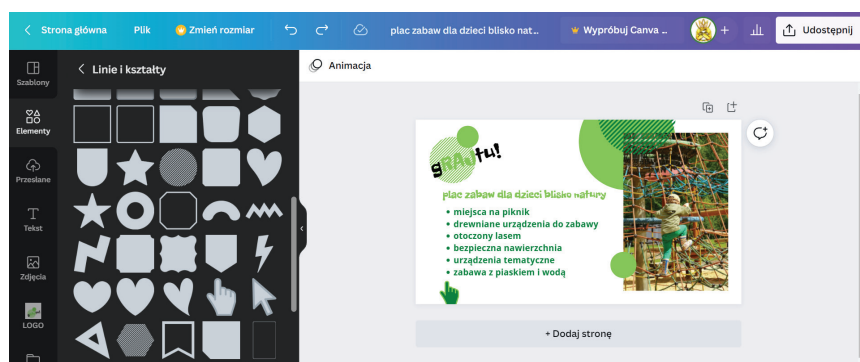 Strona główna
Plik
Zmień rozmiar
plac zabaw dla dzieci blisko nat...
Wypróbuj Canva ...
+
Udostępnij
Szablony
Elementy
Przesłane
Tekst
Zdjęcia
LOGO
Linie i kształty
Animacja
gRAJtu!
plac zabaw dla dzieci blisko natury
• miejsca na piknik
• drewniane urządzenia do zabawy
• otoczony lasem
• bezpieczna nawierzchnia
• urządzenia tematyczne
• zabawa z piaskiem i wodą
+ Dodaj stronę